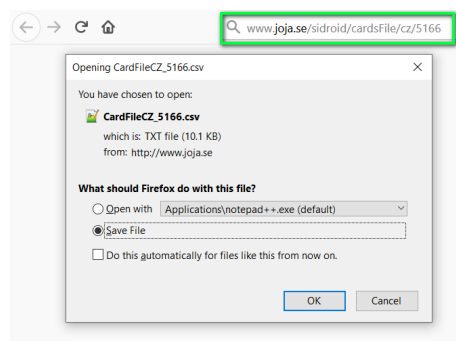 www.joja.se/sidroid/cardsFile/cz/5166
Opening CardFileCZ_5166.csv
You have chosen to open:
CardFileCZ_5166.csv
which is: TXT file (10.1 KB)
from: http://www.joja.se
What should Firefox do with this file?
Open with Applications\notepad++.exe (default)
Save File
Do this automatically for files like this from now on.
OK Cancel